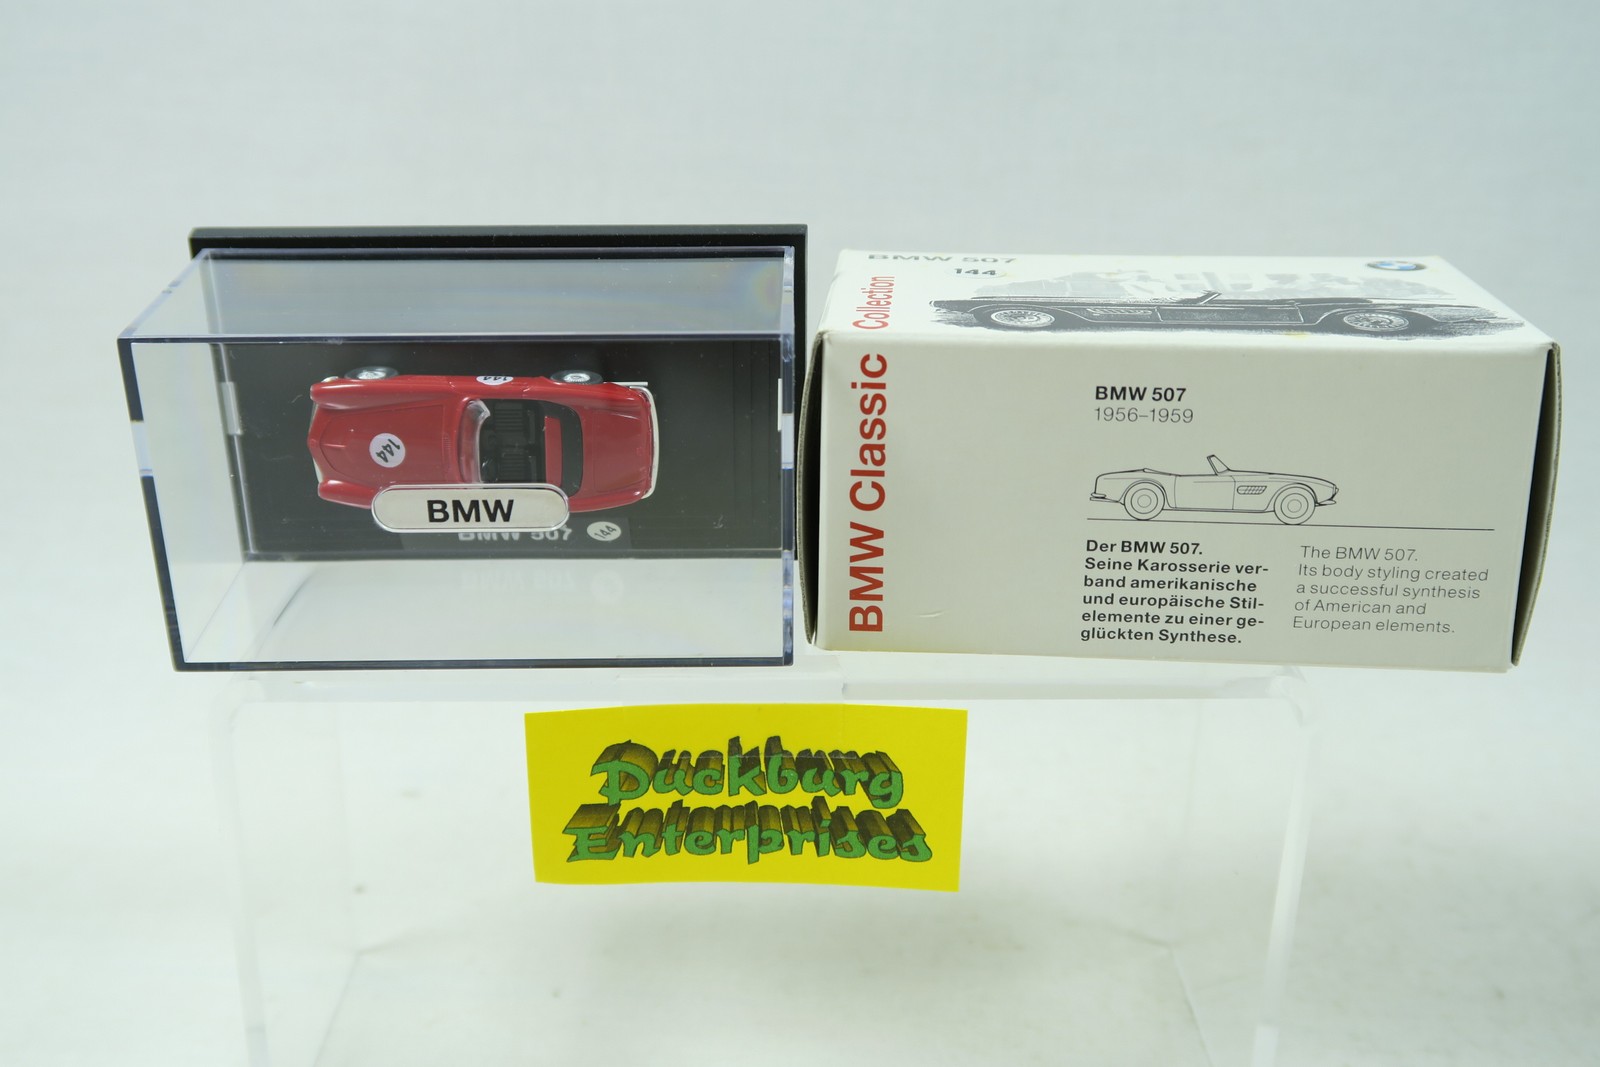 144
144
BMW
BMW 507
144
BMW 507
144
BMW Classic Collection
BMW 507
1956–1959
Der BMW 507.
Seine Karosserie ver-
band amerikanische
und europäische Stil-
elemente zu einer ge-
glückten Synthese.
The BMW 507.
Its body styling created
a successful synthesis
of American and
European elements.
Duckburg
Enterprises